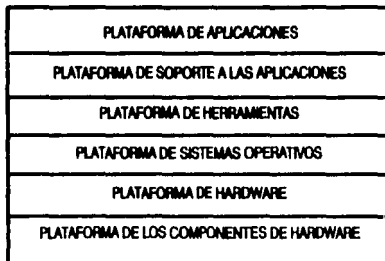 PLATAFORMA DE APLICACIONES
PLATAFORMA DE SOPORTE A LAS APLICACIONES
PLATAFORMA DE HERRAMIENTAS
PLATAFORMA DE SISTEMAS OPERATIVOS
PLATAFORMA DE HARDWARE
PLATAFORMA DE LOS COMPONENTES DE HARDWARE